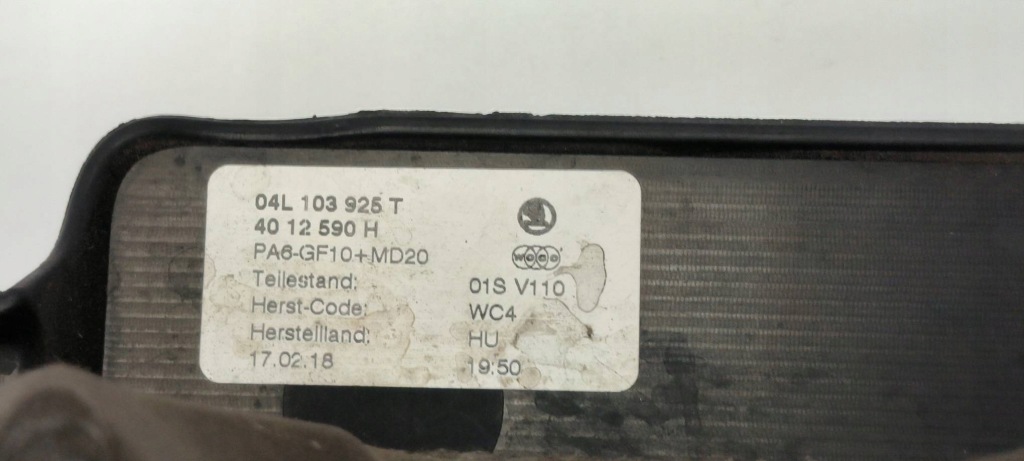 04L 103 925 T
40 12 590 H
PA6-GF10+MD20
Teilestand: 01S V110
Herst-Code: WC4
Herstellland: HU
17.02.18 19:50